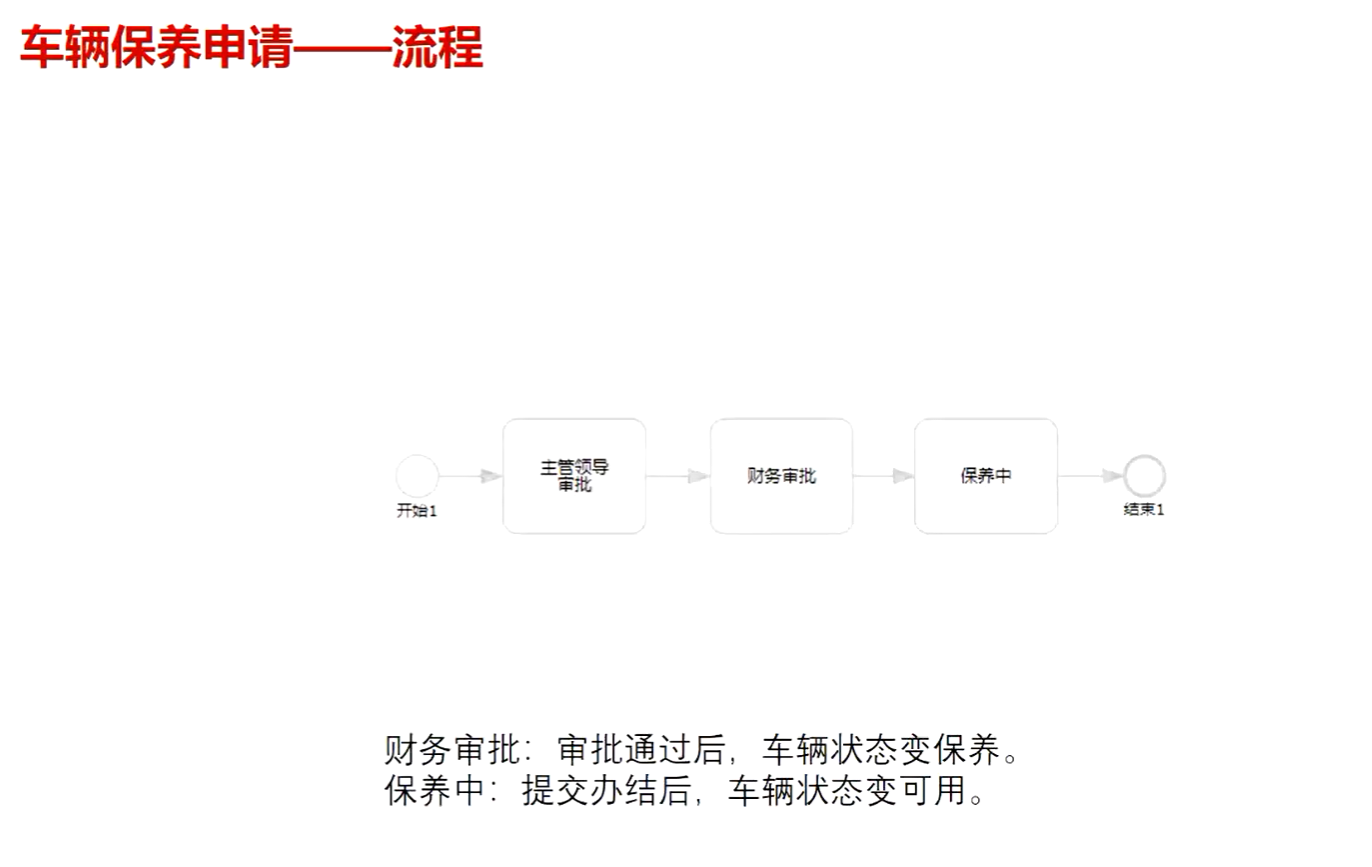 车辆保养申请——流程
主管领导
审批
财务审批
保养中
开始1
结束1
财务审批：审批通过后，车辆状态变保养。
保养中：提交办结后，车辆状态变可用。